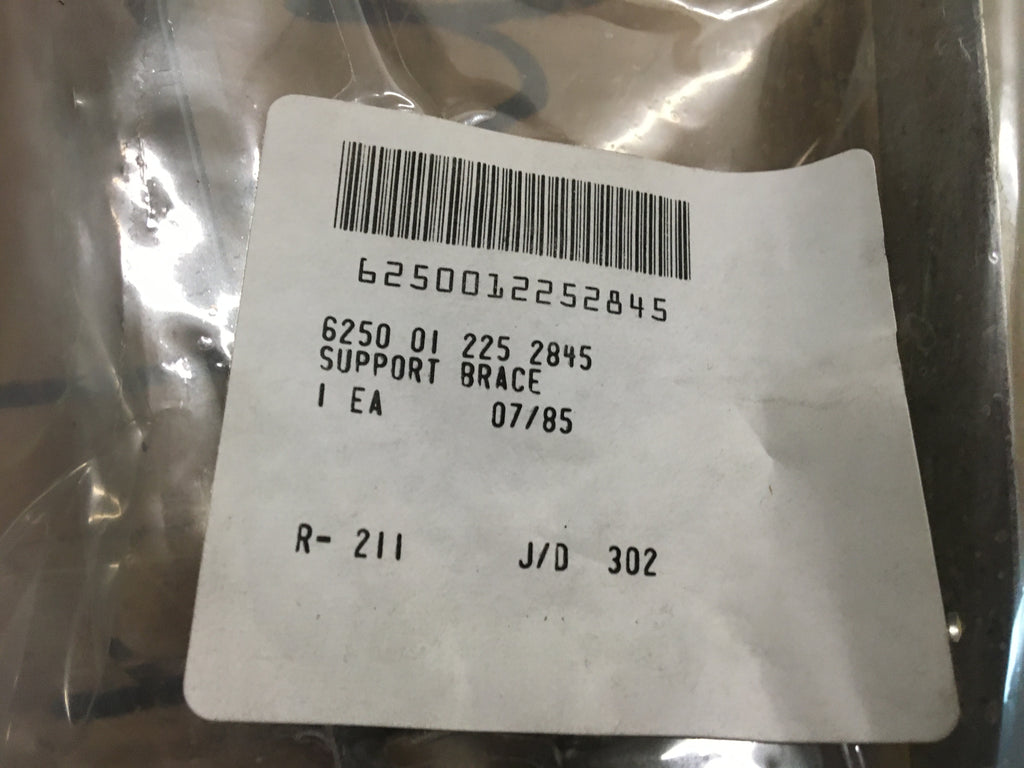 6250012252845
6250 01 225 2845
SUPPORT BRACE
1 EA 07/85
R- 211 J/D 302